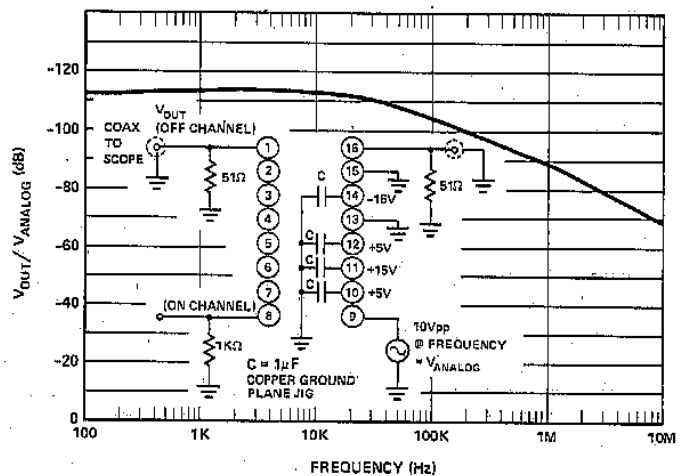 V_OUT/V_ANALOG (dB)
-120
-100
-80
-60
-40
-20
0
COAX TO SCOPE
V_OUT
(OFF CHANNEL)
51Ω
1
2
3
4
5
6
7
8
(ON CHANNEL)
1KΩ
C = 1µF
COPPER GROUND
PLANE JIG
16
15
14
13
12
11
10
9
C
C
C
C
-15V
+5V
+15V
+5V
51Ω
10Vpp
@ FREQUENCY
= V_ANALOG
100
1K
10K
100K
1M
10M
FREQUENCY (Hz)